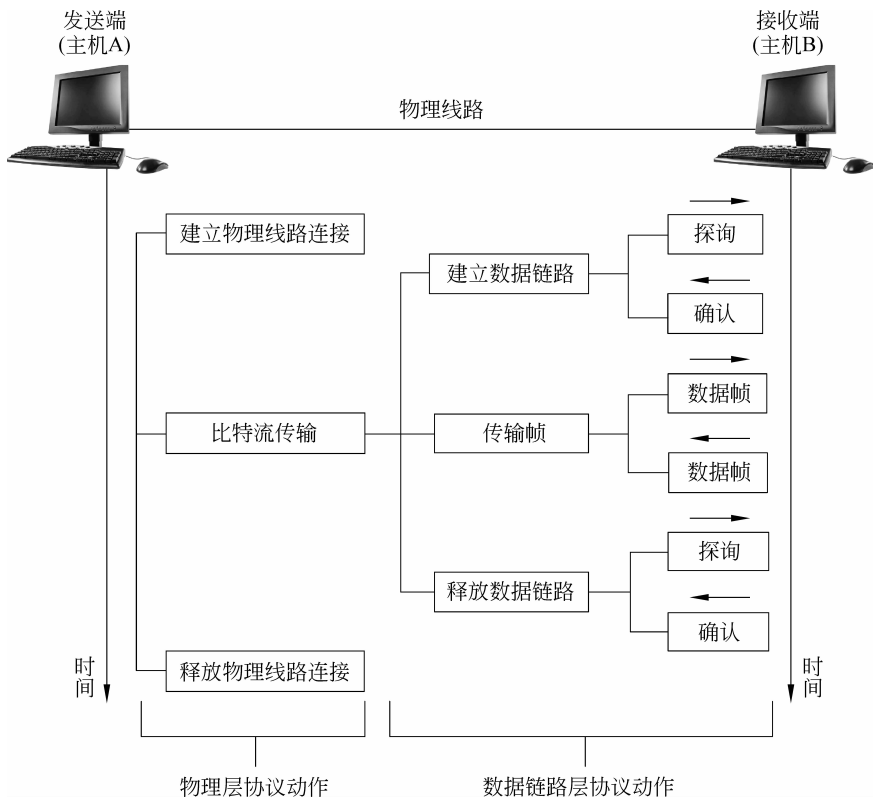 发送端
(主机A)
接收端
(主机B)
物理线路
建立物理线路连接
探询
建立数据链路
确认
数据帧
比特流传输
传输帧
数据帧
探询
释放数据链路
确认
释放物理线路连接
时
间
时
间
物理层协议动作
数据链路层协议动作